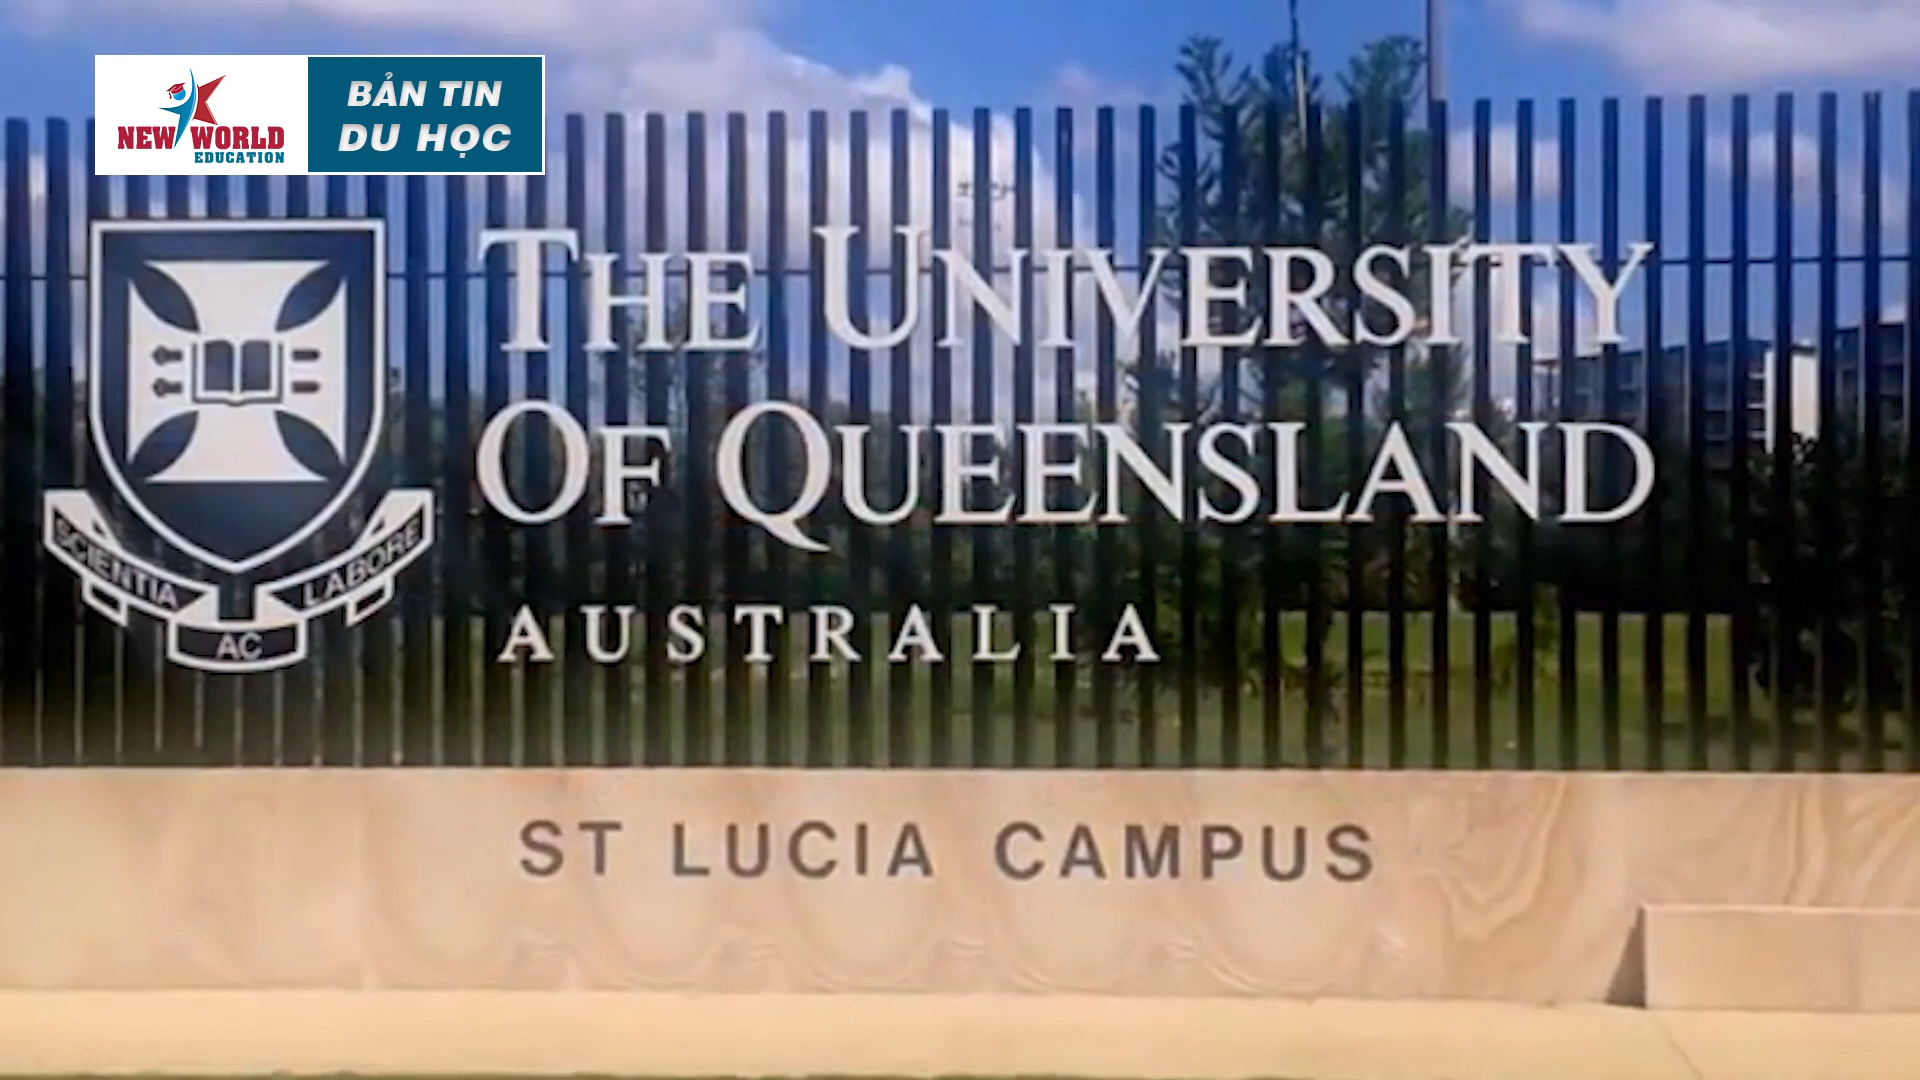 NEW WORLD
EDUCATION
BẢN TIN
DU HỌC
THE UNIVERSITY
OF QUEENSLAND
AUSTRALIA
SCIENTIA
AC
LABORE
ST LUCIA CAMPUS